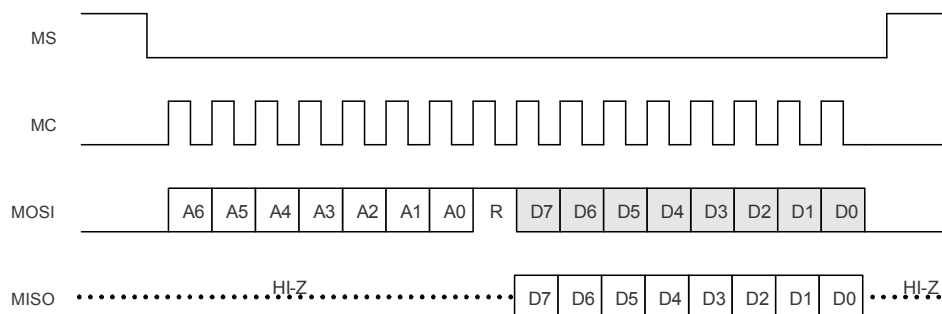 MS
MC
MOSI A6 A5 A4 A3 A2 A1 A0 R D7 D6 D5 D4 D3 D2 D1 D0
MISO HI-Z D7 D6 D5 D4 D3 D2 D1 D0 HI-Z